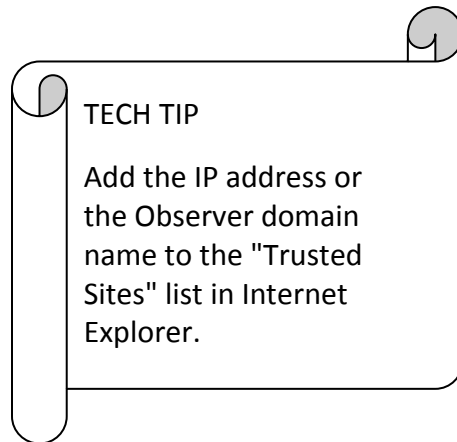 TECH TIP
Add the IP address or
the Observer domain
name to the "Trusted
Sites" list in Internet
Explorer.